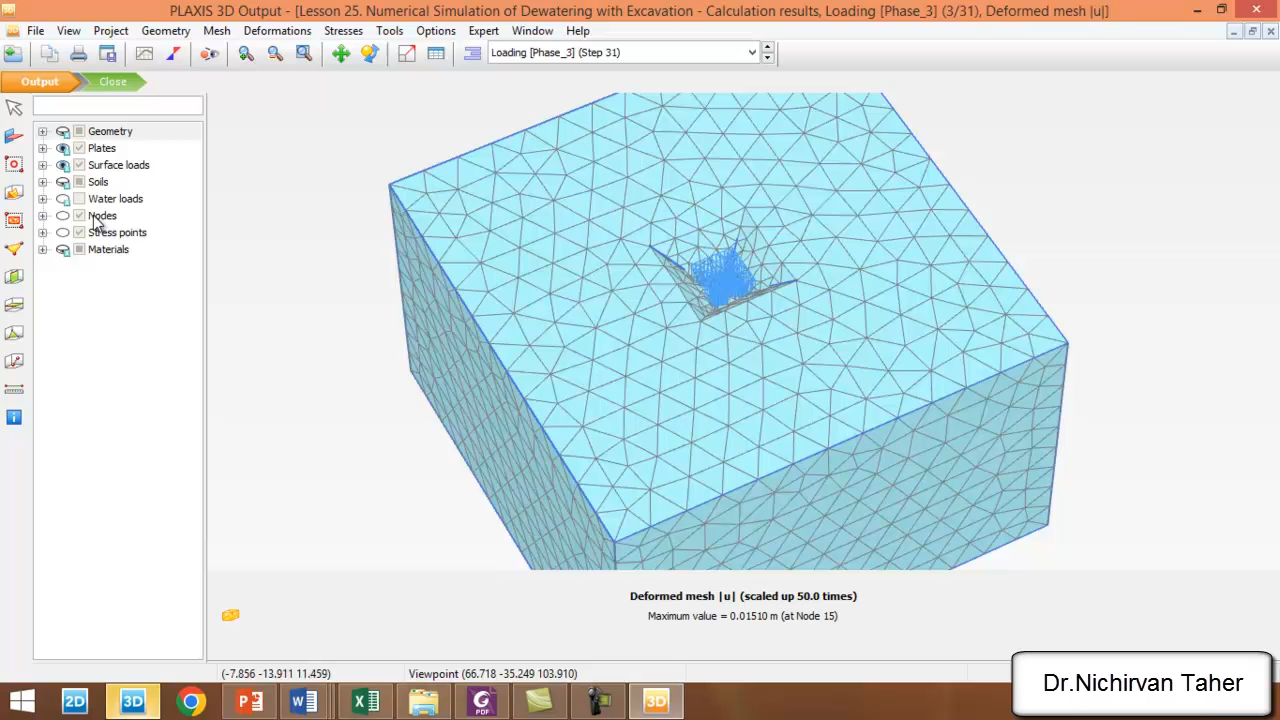 PLAXIS 3D Output - [Lesson 25. Numerical Simulation of Dewatering with Excavation - Calculation results, Loading [Phase_3] (3/31), Deformed mesh |u|]
File View Project Geometry Mesh Deformations Stresses Tools Options Expert Window Help
Loading [Phase_3] (Step 31)
Output Close
Geometry
Plates
Surface loads
Soils
Water loads
Nodes
Stress points
Materials
Deformed mesh |u| (scaled up 50.0 times)
Maximum value = 0.01510 m (at Node 15)
(-7.856 -13.911 11.459) Viewpoint (66.718 -35.249 103.910)
2D 3D P W X G PDF 3D
Dr.Nichirvan Taher